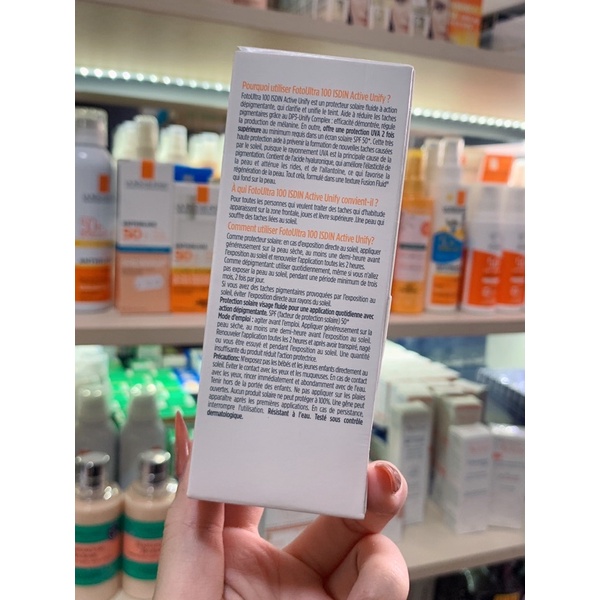 Pourquoi utiliser FotoUltra 100 ISDIN Active Unify ?
FotoUltra 100 ISDIN Active Unify est un protecteur solaire fluide à action
dépigmentante, qui clarifie et unifie le teint. Aide à réduire les taches
pigmentaires grâce au DP3-Unify Complex : efficacité démontrée, régule
la production de mélanine. En outre, offre une protection UVA 2 fois
supérieure au minimum requis dans un écran solaire SPF 50+. Cette très
haute protection aide à prévenir la formation de nouvelles taches causées
par le soleil, puisque le rayonnement UVA est la principale cause de la
pigmentation. Contient de l'acide hyaluronique, qui améliore l'élasticité de
la peau et atténue les rides, et de l'allantoïne, ce qui favorise la
régénération de la peau. Tout cela, formulé dans une texture Fusion Fluid®
qui fond sur la peau.
À qui FotoUltra 100 ISDIN Active Unify convient-il ?
Pour toutes les personnes qui veulent traiter des taches qui d'habitude
apparaissent sur la zone frontale, joues et lèvre supérieure. Une peau qui
souffre des taches liées au soleil.
Comment utiliser FotoUltra 100 ISDIN Active Unify?
Comme protecteur solaire: en cas d'exposition directe au soleil, appliquer
généreusement sur la peau sèche, au moins une demi-heure avant
l'exposition au soleil et renouveler l'application toutes les 2 heures.
Comme dépigmentant: utiliser quotidiennement, même si vous n'allez
pas exposer la peau au soleil, pendant une période minimum de trois
mois, 2 fois par jour.
Si vous avez des taches pigmentaires provoquées par l'exposition au
soleil, éviter l'exposition directe aux rayons du soleil.
Protection solaire visage fluide pour une application quotidienne avec
action dépigmentante. SPF (facteur de protection solaire) 50+
Mode d'emploi : agiter avant l'emploi. Appliquer généreusement sur la
peau sèche, au moins une demi-heure avant l'exposition au soleil.
Renouveler l'application toutes les 2 heures et après avoir transpiré, nagé
ou vous être essuyé et pendant l'exposition au soleil. Une quantité
insuffisante du produit réduit l'action protectrice.
Précautions: N'exposez pas les bébés et les jeunes enfants directement au
soleil. Eviter le contact avec les yeux et les muqueuses. En cas de contact
avec les yeux, rincer immédiatement et abondamment avec de l'eau.
Tenir hors de la portée des enfants. Ne pas appliquer sur les plaies
ouvertes. Aucun produit solaire ne peut protéger à 100%. Une gêne peut
apparaître après les premières applications. En cas de persistance,
interrompre l'utilisation. Résistant à l'eau. Testé sous contrôle
dermatologique.